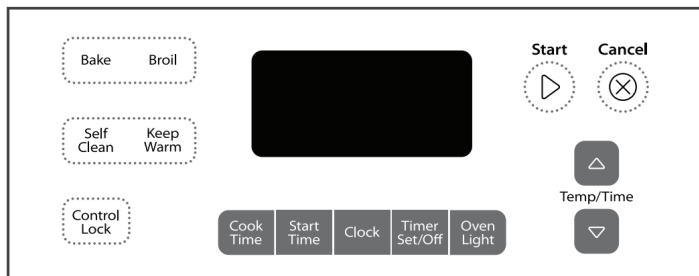 Bake Broil
Start Cancel
Self Clean
Keep Warm
Temp/Time
Control Lock
Cook Time
Start Time
Clock
Timer Set/Off
Oven Light